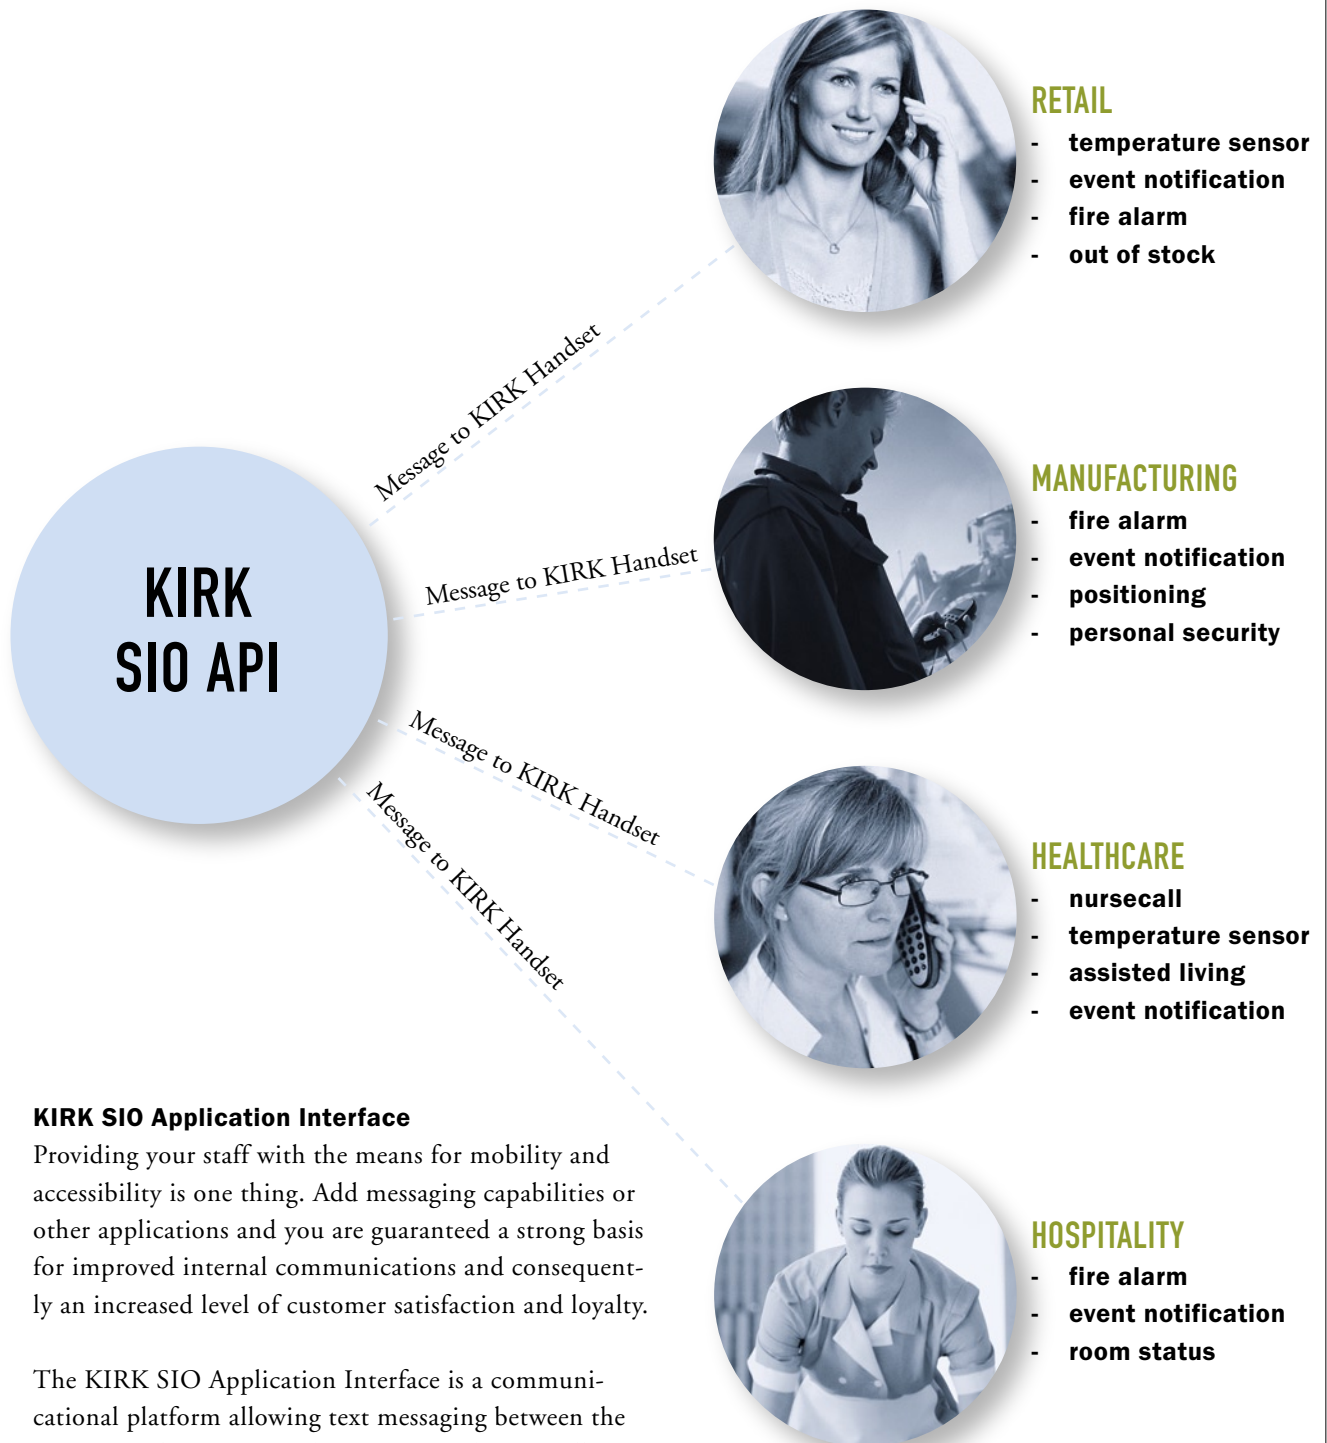 RETAIL
- temperature sensor
- event notification
- fire alarm
- out of stock
Message to KIRK Handset
MANUFACTURING
- fire alarm
- event notification
- positioning
- personal security
Message to KIRK Handset
KIRK
SIO API
Message to KIRK Handset
HEALTHCARE
- nursecall
- temperature sensor
- assisted living
- event notification
Message to KIRK Handset
HOSPITALITY
- fire alarm
- event notification
- room status
KIRK SIO Application Interface
Providing your staff with the means for mobility and
accessibility is one thing. Add messaging capabilities or
other applications and you are guaranteed a strong basis
for improved internal communications and consequent-
ly an increased level of customer satisfaction and loyalty.
The KIRK SIO Application Interface is a communi-
cational platform allowing text messaging between the